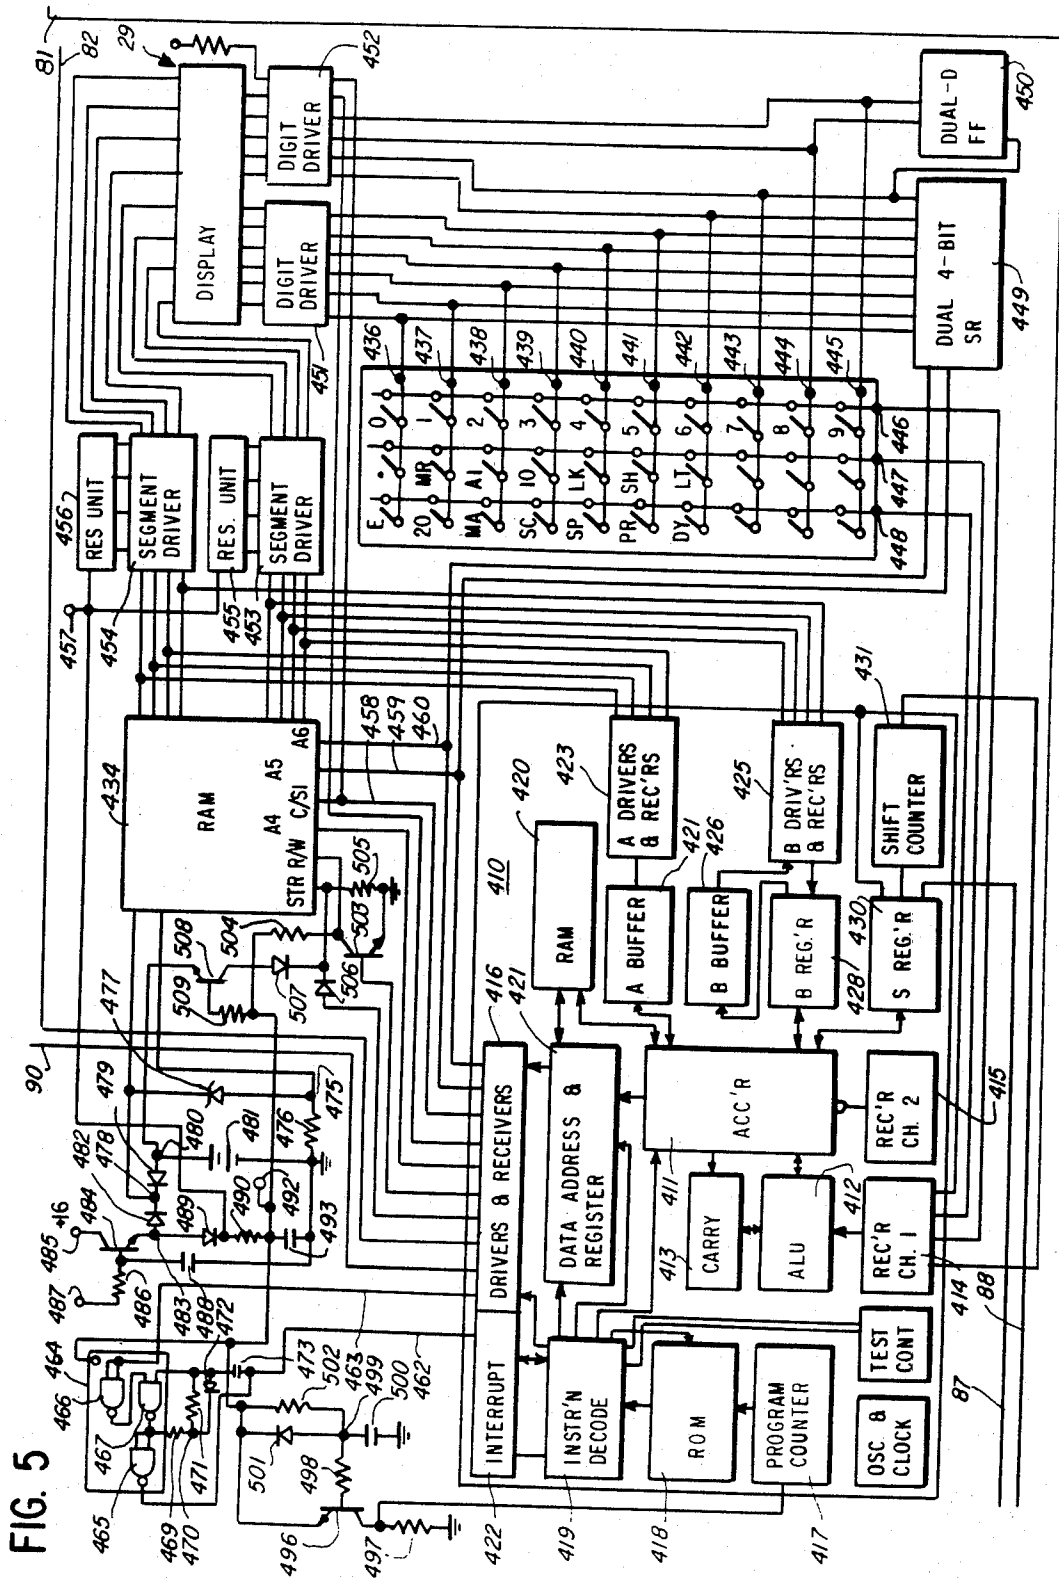 FIG. 5
81
82
29
452
DISPLAY
DIGIT DRIVER
DIGIT DRIVER
451
456
RES UNIT
SEGMENT DRIVER
454
457
RES. UNIT
455
SEGMENT DRIVER
453
DUAL-D FF
450
DUAL 4-BIT SR
449
436
437
438
439
440
441
442
443
444
445
446
447
448
E . 0
20 MR 1
MA AI 2
SC 10 3
SP LK 4
PR SH 5
DY LT 6
7
8
9
434
RAM
STR R/W A4 C/SI A5 A6
458
459
460
90
477
479
482
478
480
481
475
476
+16
485
484
487
486
483
488
489
490
492
493
472
508
509
504
507
506
503
505
464
466
467
465
469
470
471
473
463
502
499
500
462
501
498
496
497
410
420
RAM
423
A DRIVERS & REC'RS
421
A BUFFER
426
B BUFFER
425
B DRIV'RS & REC'RS
428
B REG.'R
430
S REG'R
431
SHIFT COUNTER
416
421
DRIVERS & RECEIVERS
DATA ADDRESS & REGISTER
ACC'R
411
CARRY
413
ALU
412
REC'R CH. 2
415
REC'R CH. 1
414
422
INTERRUPT
419
INSTR'N DECODE
418
ROM
417
PROGRAM COUNTER
TEST CONT
OSC & CLOCK
87
88